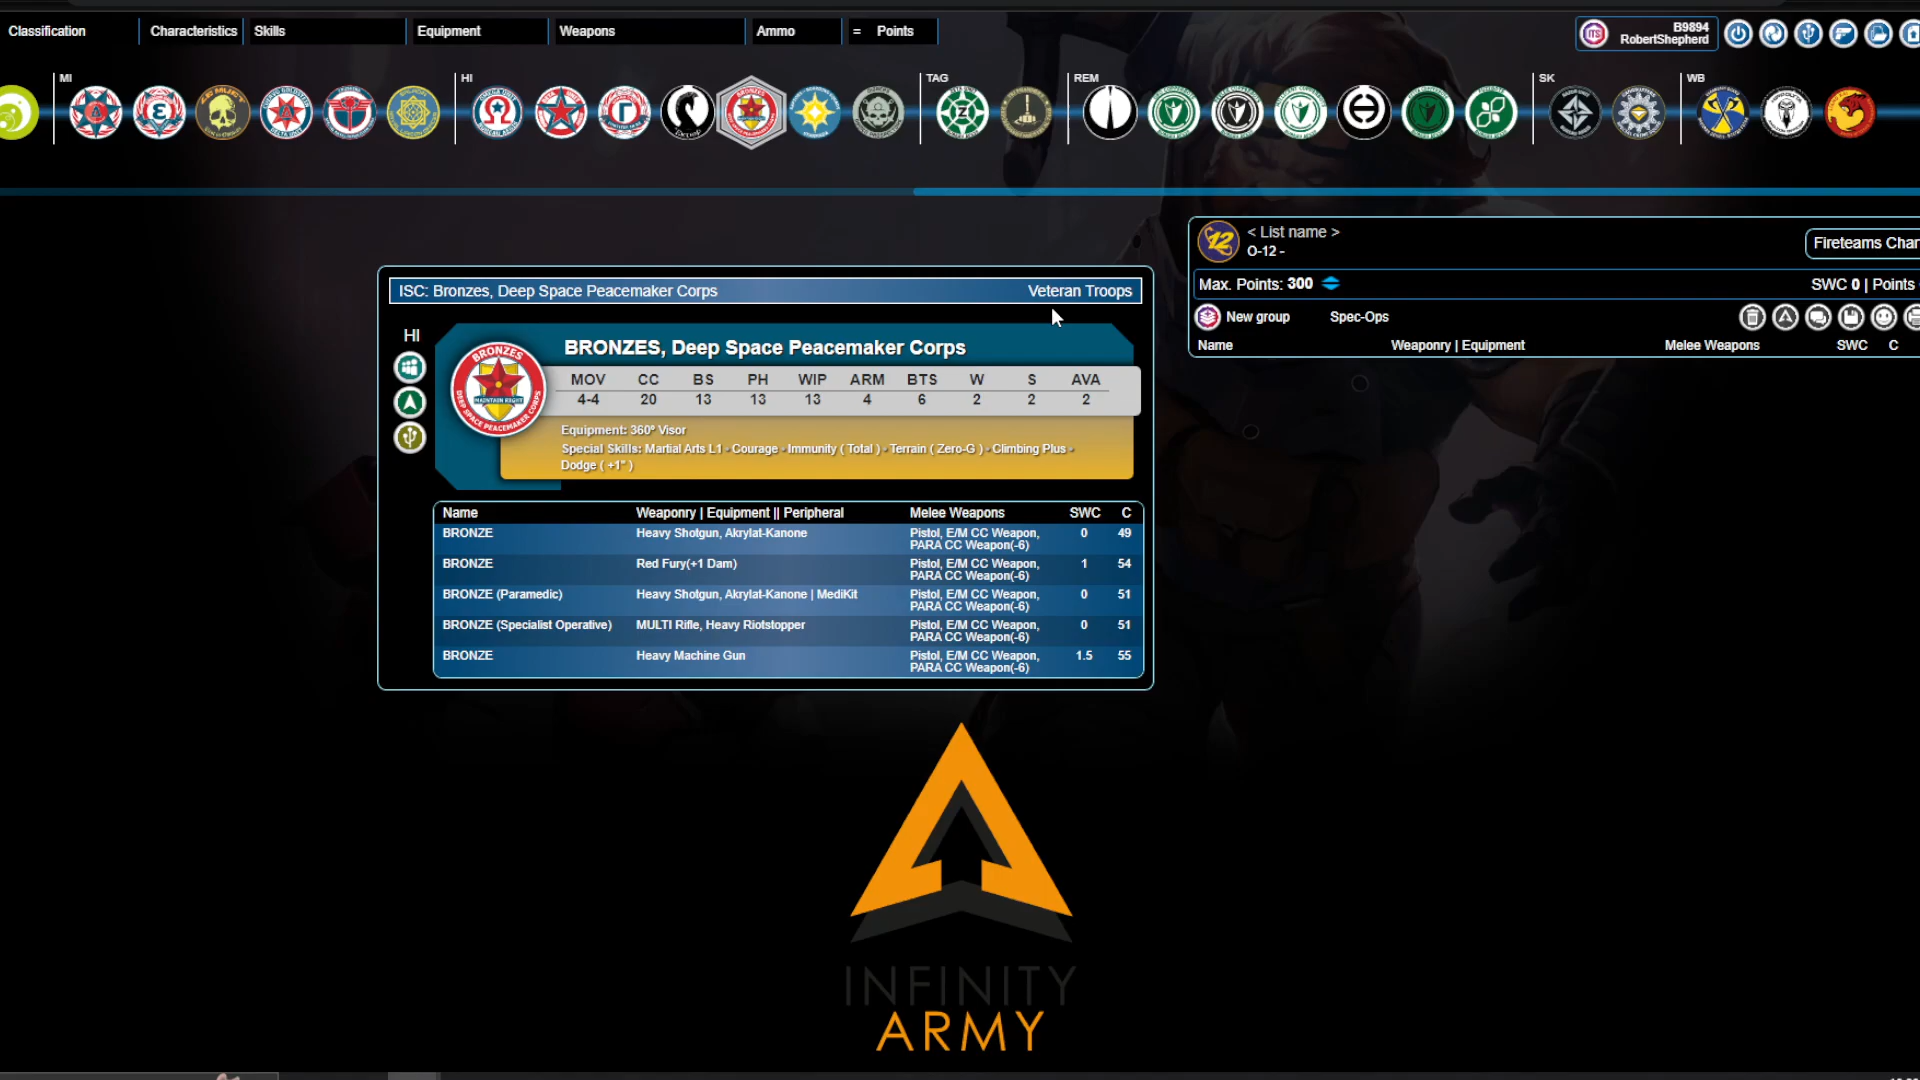 Classification Characteristics Skills Equipment Weapons Ammo = Points
B9894
RobertShepherd
MI HI TAG REM SK WB
< List name >
O-12 -
Fireteams Char
Max. Points: 300
SWC 0 | Points
New group Spec-Ops
Name Weaponry | Equipment Melee Weapons SWC C
ISC: Bronzes, Deep Space Peacemaker Corps Veteran Troops
HI
BRONZES, Deep Space Peacemaker Corps
BRONZES
MAINTAIN RIGHT
DEEP SPACE PEACEMAKER CORPS
MOV CC BS PH WIP ARM BTS W S AVA
4-4 20 13 13 13 4 6 2 2 2
Equipment: 360º Visor
Special Skills: Martial Arts L1 - Courage - Immunity ( Total ) - Terrain ( Zero-G ) - Climbing Plus -
Dodge ( +1" )
Name Weaponry | Equipment || Peripheral Melee Weapons SWC C
BRONZE Heavy Shotgun, Akrylat-Kanone Pistol, E/M CC Weapon, 0 49
PARA CC Weapon(-6)
BRONZE Red Fury(+1 Dam) Pistol, E/M CC Weapon, 1 54
PARA CC Weapon(-6)
BRONZE (Paramedic) Heavy Shotgun, Akrylat-Kanone | MediKit Pistol, E/M CC Weapon, 0 51
PARA CC Weapon(-6)
BRONZE (Specialist Operative) MULTI Rifle, Heavy Riotstopper Pistol, E/M CC Weapon, 0 51
PARA CC Weapon(-6)
BRONZE Heavy Machine Gun Pistol, E/M CC Weapon, 1.5 55
PARA CC Weapon(-6)
INFINITY
ARMY